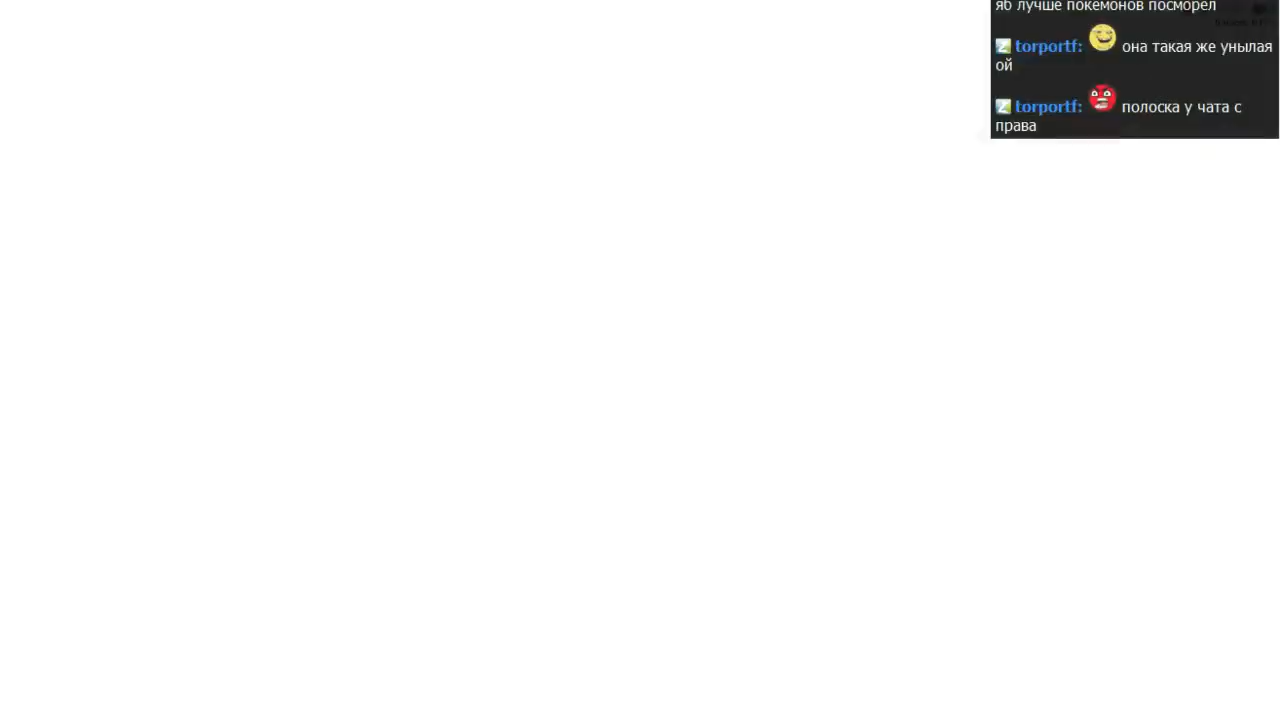 яб лучше покемонов посморел
torportf: она такая же унылая
ой
torportf: полоска у чата с
права